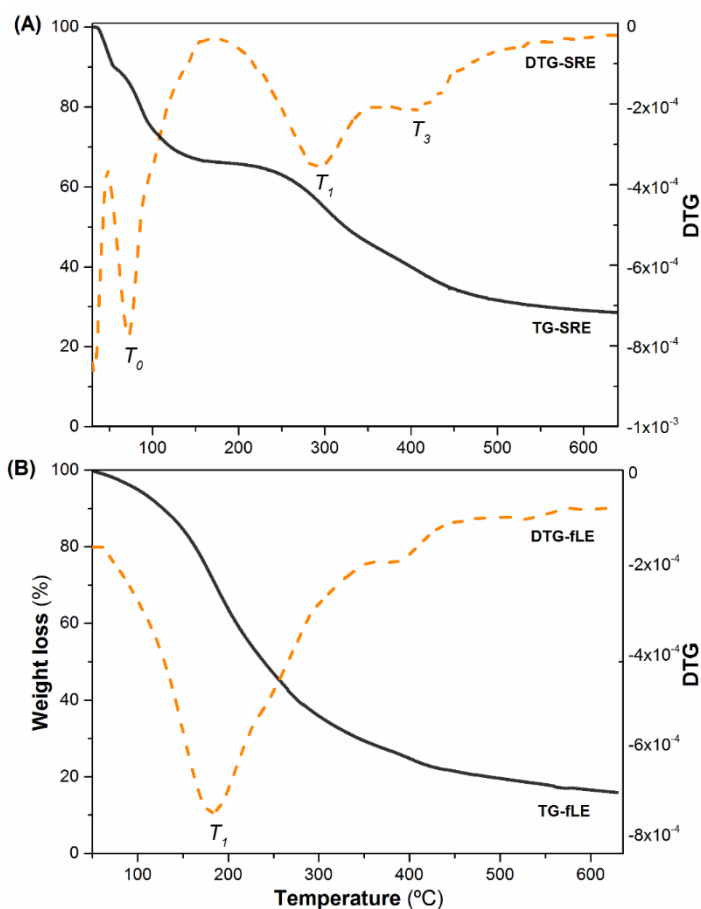 (A)
100
80
60
40
20
0
0
-2x10⁻⁴
-4x10⁻⁴
-6x10⁻⁴
-8x10⁻⁴
-1x10⁻³
DTG
DTG-SRE
T₃
T₁
TG-SRE
T₀
100 200 300 400 500 600
(B)
100
80
60
40
20
0
Weight loss (%)
0
-2x10⁻⁴
-4x10⁻⁴
-6x10⁻⁴
-8x10⁻⁴
DTG
DTG-fLE
TG-fLE
T₁
100 200 300 400 500 600
Temperature (ºC)